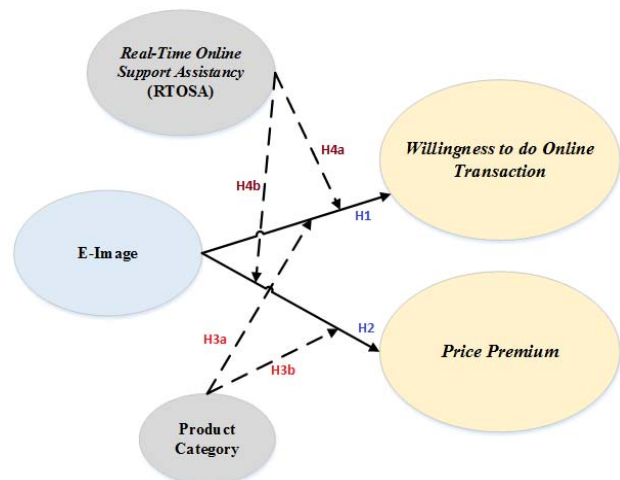 Real-Time Online
Support Assistancy
(RTOSA)
Willingness to do Online
Transaction
H4a
H4b
H1
E-Image
H2
H3a
H3b
Price Premium
Product
Category